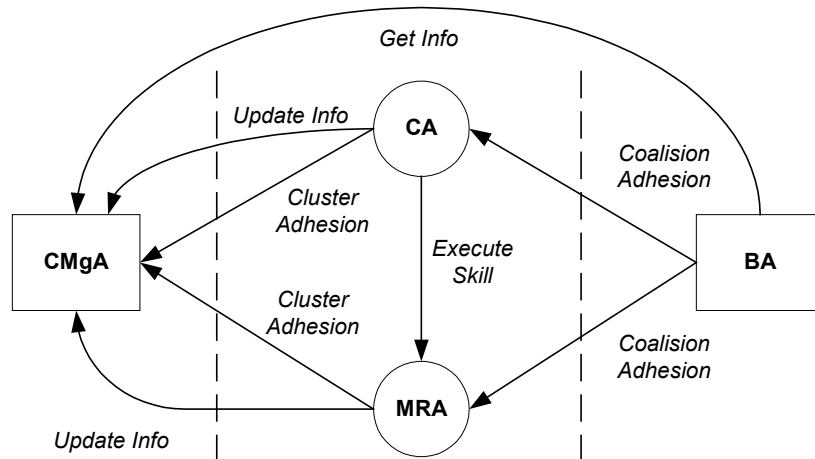 Get Info
Update Info
CA
Coalision
Adhesion
Cluster
Adhesion
CMgA
Execute
Skill
BA
Cluster
Adhesion
Coalision
Adhesion
MRA
Update Info